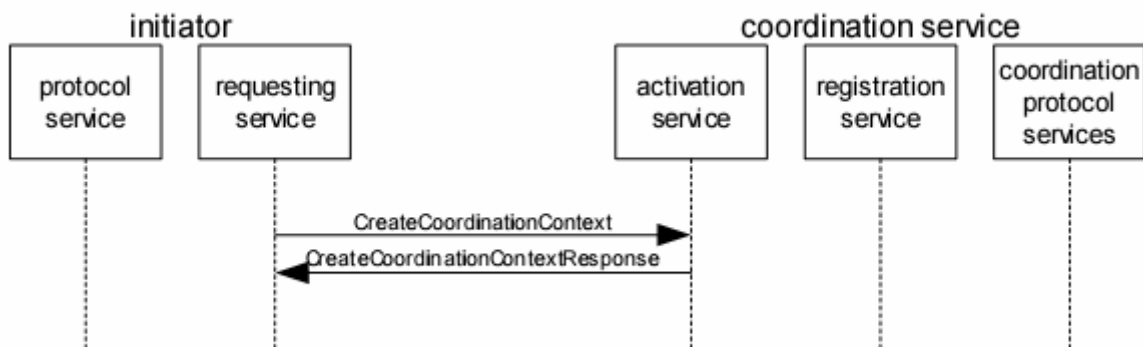 initiator
coordination service
protocol
service
requesting
service
activation
service
registration
service
coordination
protocol
services
CreateCoordinationContext
CreateCoordinationContextResponse